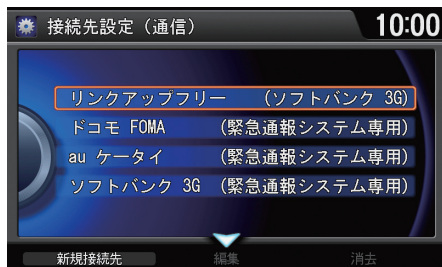 接続先設定（通信）
10:00
リンクアップフリー （ソフトバンク 3G）
ドコモ FOMA （緊急通報システム専用）
au ケータイ （緊急通報システム専用）
ソフトバンク 3G （緊急通報システム専用）
新規接続先 編集 消去